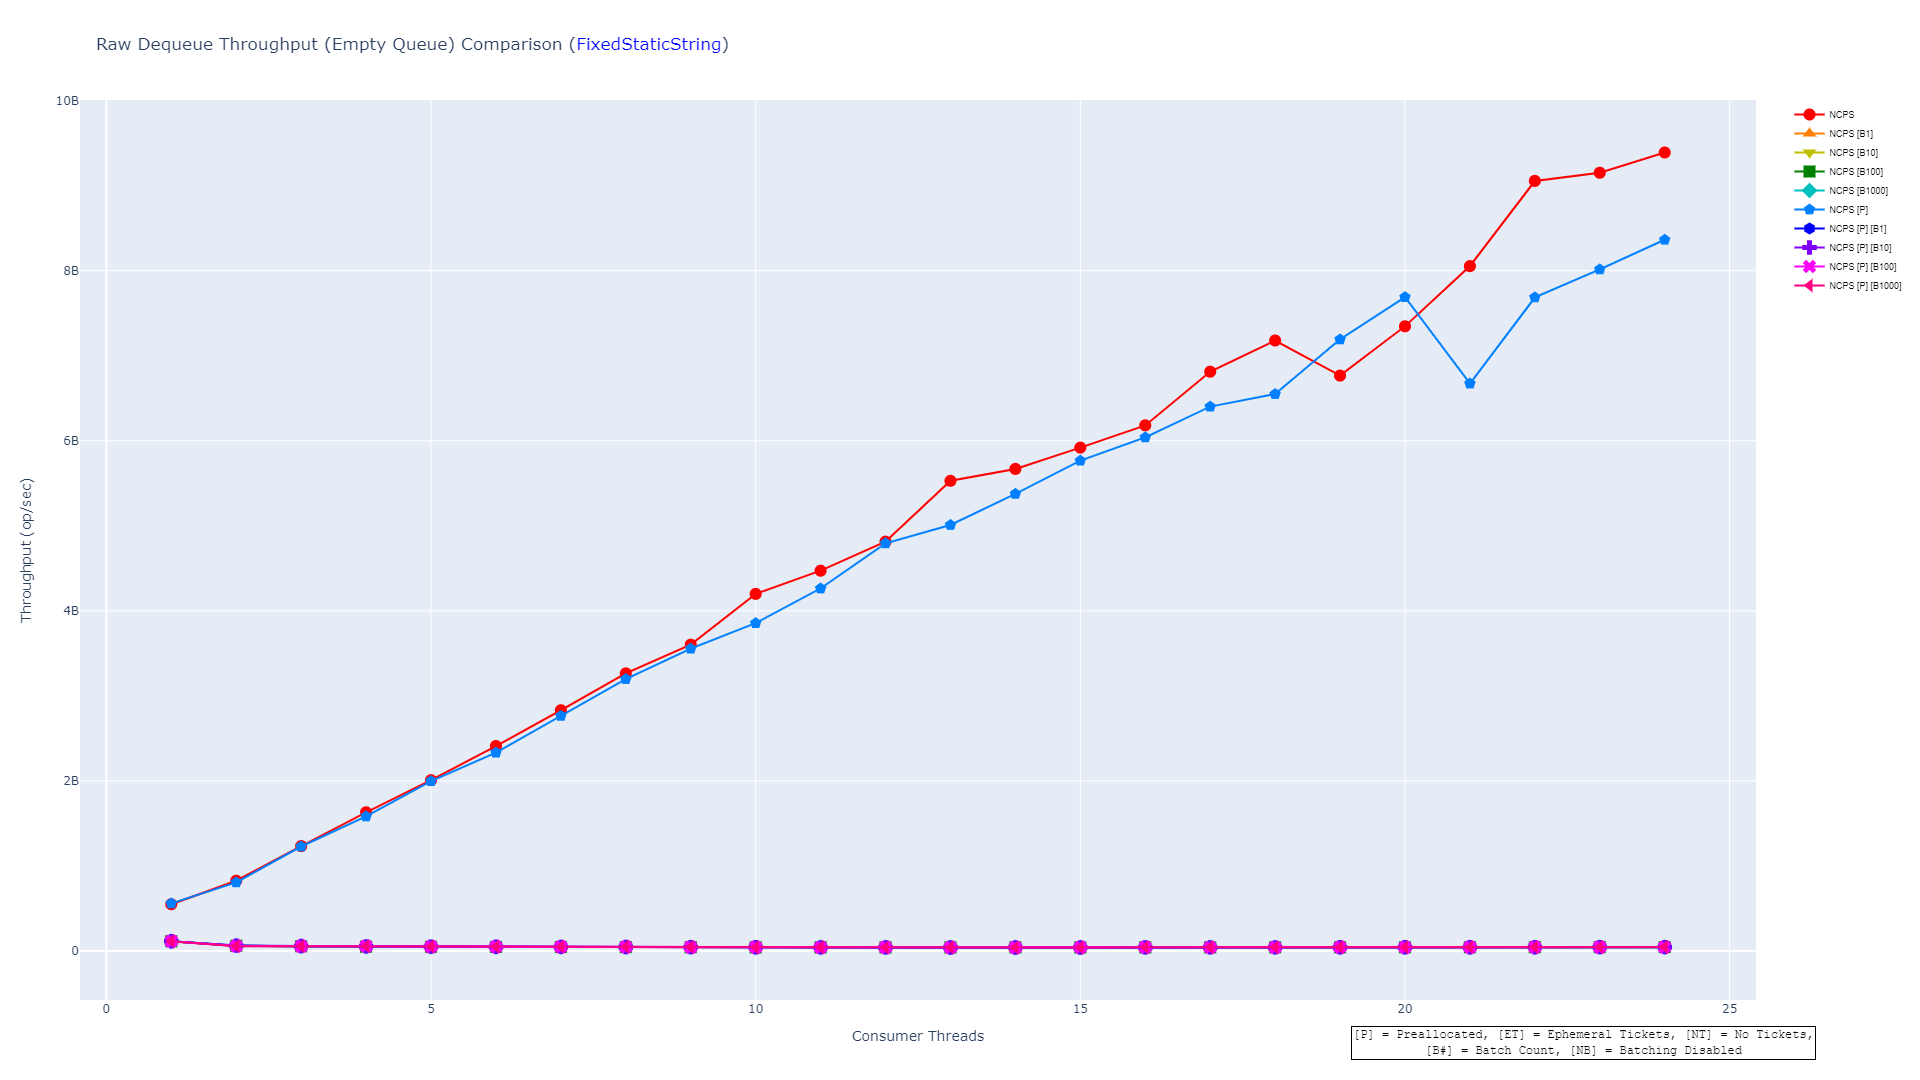 Raw Dequeue Throughput (Empty Queue) Comparison (FixedStaticString)
10B
8B
6B
4B
2B
0
Throughput (op/sec)
0
5
10
15
20
25
Consumer Threads
NCPS
NCPS [B1]
NCPS [B10]
NCPS [B100]
NCPS [B1000]
NCPS [P]
NCPS [P] [B1]
NCPS [P] [B10]
NCPS [P] [B100]
NCPS [P] [B1000]
[P] = Preallocated, [ET] = Ephemeral Tickets, [NT] = No Tickets,
[B#] = Batch Count, [NB] = Batching Disabled